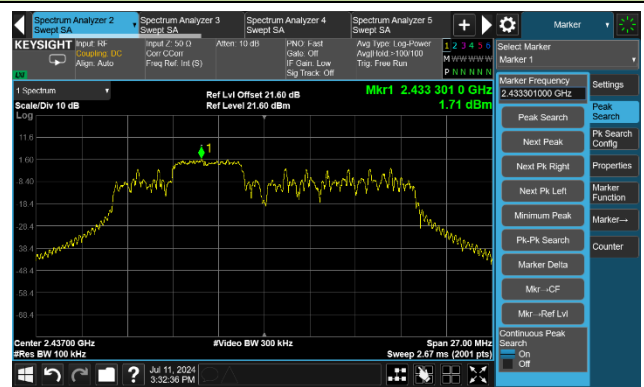 Spectrum Analyzer 2
Swept SA
Spectrum Analyzer 3
Swept SA
Spectrum Analyzer 4
Swept SA
Spectrum Analyzer 5
Swept SA
+
Marker
KEYSIGHT
Input: RF
Coupling: DC
Align: Auto
Input Z: 50 Ω
Corr CCorr
Freq Ref: Int (S)
Atten: 10 dB
PNO: Fast
Gate: Off
IF Gain: Low
Sig Track: Off
Avg Type: Log-Power
Avg|Hold:>100/100
Trig: Free Run
1 2 3 4 5 6
M W W W W W
P N N N N N
LW
Select Marker
Marker 1
1 Spectrum
Scale/Div 10 dB
Log
Ref Lvl Offset 21.60 dB
Ref Level 21.60 dBm
Mkr1 2.433 301 0 GHz
1.71 dBm
1
11.6
1.60
-8.40
-18.4
-28.4
-38.4
-48.4
-58.4
-68.4
Center 2.43700 GHz
#Res BW 100 kHz
#Video BW 300 kHz
Span 27.00 MHz
Sweep 2.67 ms (2001 pts)
Marker Frequency
2.433301000 GHz
Peak Search
Next Peak
Next Pk Right
Next Pk Left
Minimum Peak
Pk-Pk Search
Marker Delta
Mkr→CF
Mkr→Ref Lvl
Continuous Peak
Search
On
Off
Settings
Peak
Search
Pk Search
Config
Properties
Marker
Function
Marker→
Counter
?
Jul 11, 2024
3:32:36 PM